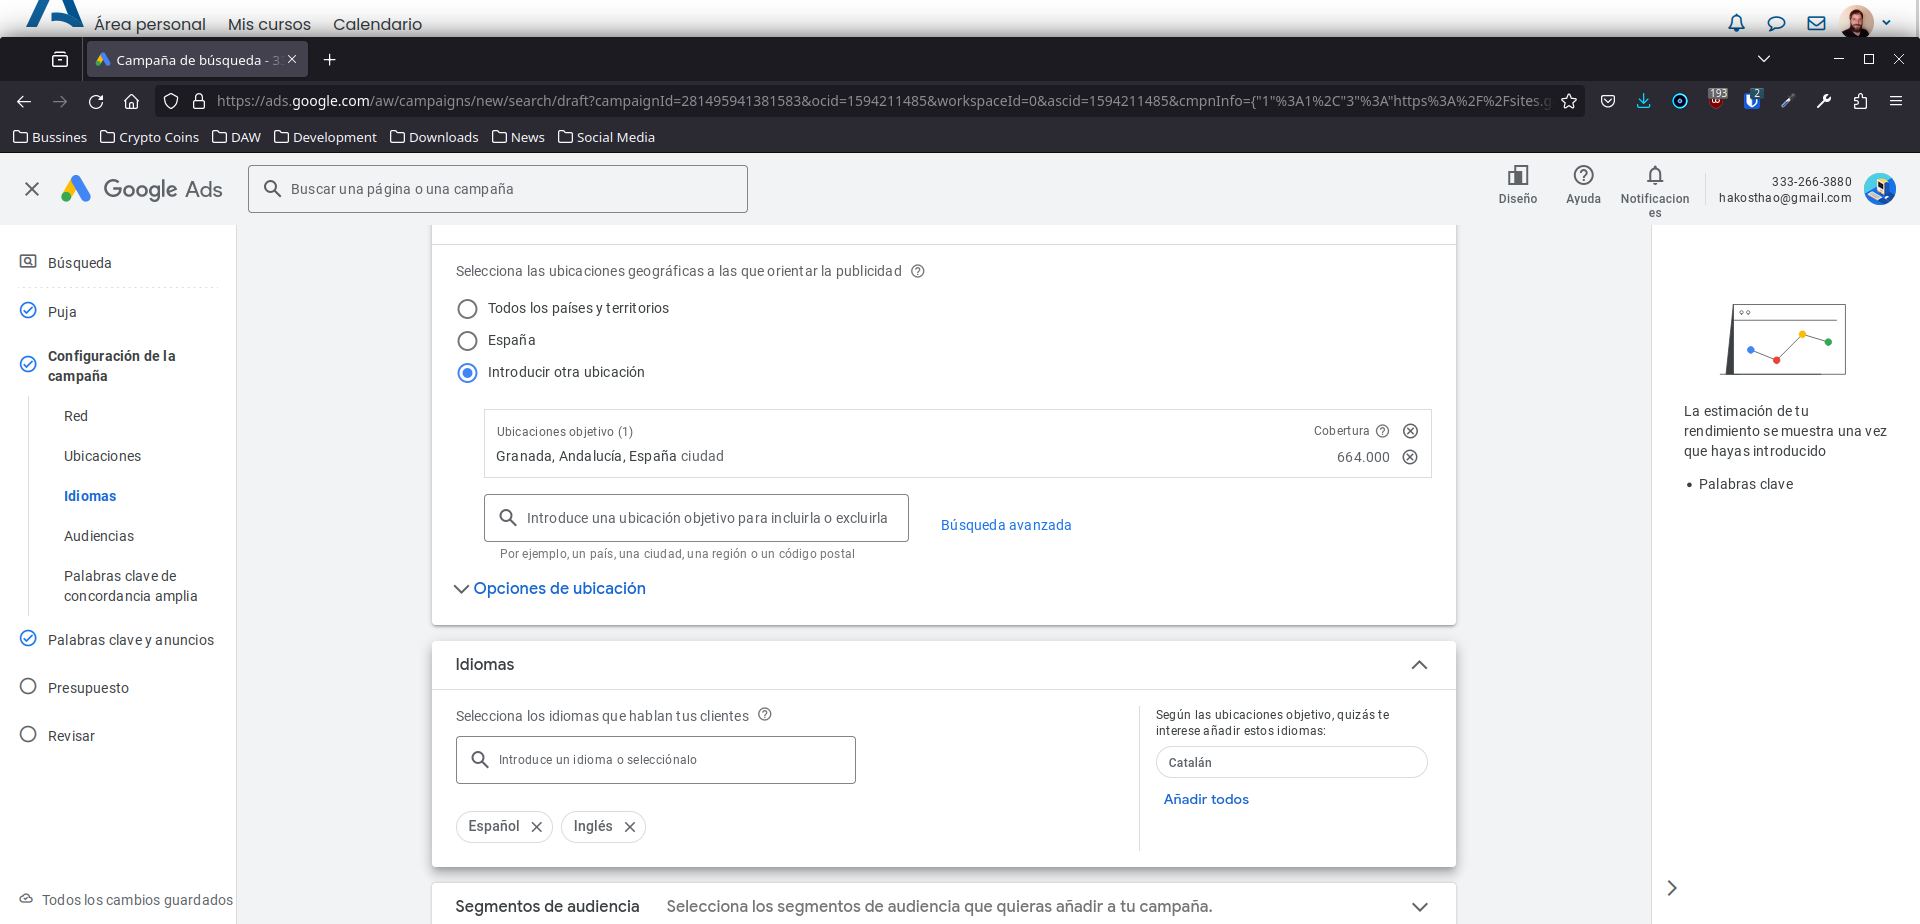 Área personal Mis cursos Calendario
Campaña de búsqueda - 3
https://ads.google.com/aw/campaigns/new/search/draft?campaignId=281495941381583&ocid=1594211485&workspaceId=0&ascid=1594211485&cmpnInfo={"1"%3A1%2C"3"%3A"https%3A%2F%2Fsites.g
193
2
Bussines Crypto Coins DAW Development Downloads News Social Media
Google Ads
Buscar una página o una campaña
Diseño
Ayuda
Notificacion
es
333-266-3880
hakosthao@gmail.com
Búsqueda
Puja
Configuración de la
campaña
Red
Ubicaciones
Idiomas
Audiencias
Palabras clave de
concordancia amplia
Palabras clave y anuncios
Presupuesto
Revisar
Todos los cambios guardados
Selecciona las ubicaciones geográficas a las que orientar la publicidad
Todos los países y territorios
España
Introducir otra ubicación
Ubicaciones objetivo (1) Cobertura
Granada, Andalucía, España ciudad 664.000
Introduce una ubicación objetivo para incluirla o excluirla
Búsqueda avanzada
Por ejemplo, un país, una ciudad, una región o un código postal
Opciones de ubicación
Idiomas
Selecciona los idiomas que hablan tus clientes
Introduce un idioma o selecciónalo
Español Inglés
Según las ubicaciones objetivo, quizás te
interese añadir estos idiomas:
Catalán
Añadir todos
Segmentos de audiencia Selecciona los segmentos de audiencia que quieras añadir a tu campaña.
La estimación de tu
rendimiento se muestra una vez
que hayas introducido
• Palabras clave